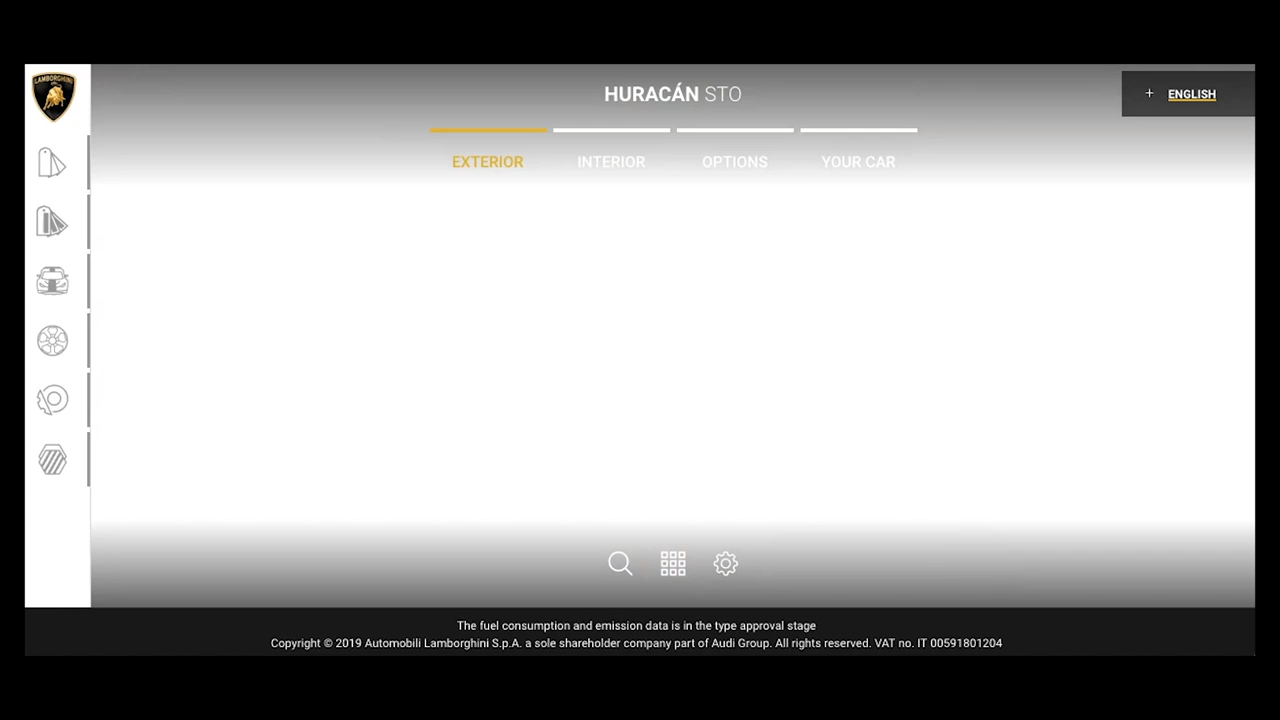 LAMBORGHINI
HURACÁN STO
+ ENGLISH
EXTERIOR
INTERIOR
OPTIONS
YOUR CAR
The fuel consumption and emission data is in the type approval stage
Copyright © 2019 Automobili Lamborghini S.p.A. a sole shareholder company part of Audi Group. All rights reserved. VAT no. IT 00591801204